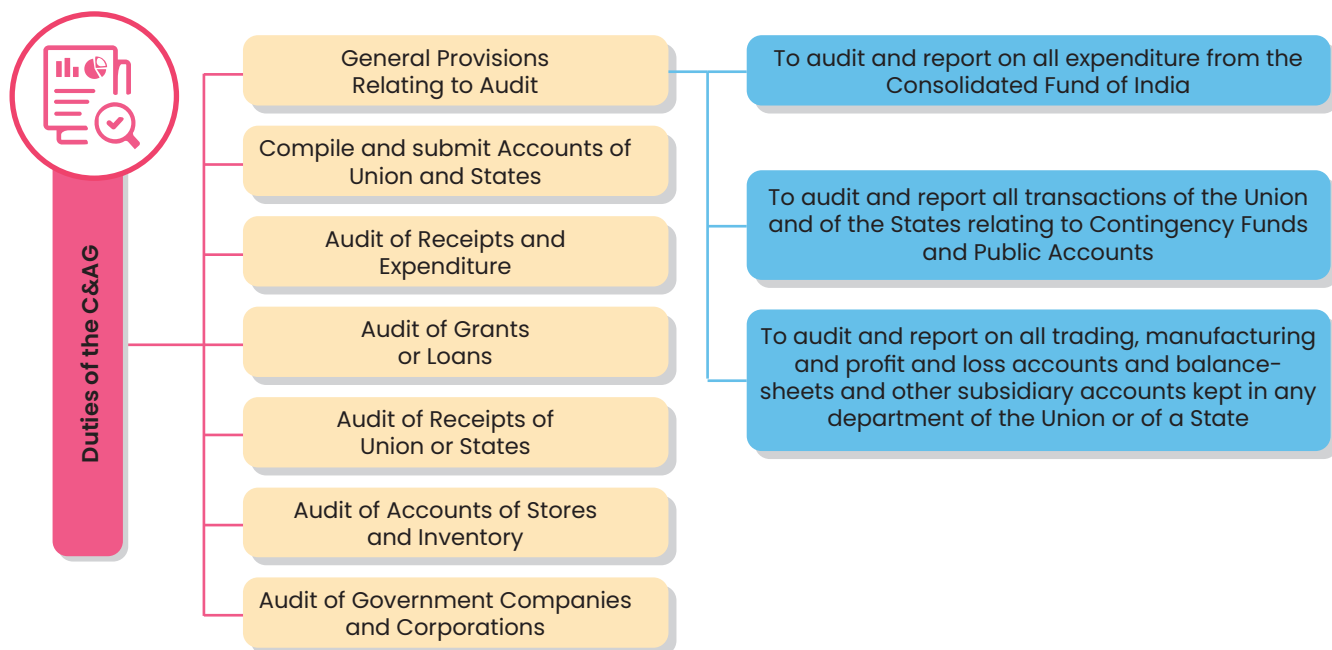 Duties of the C&AG
General Provisions
Relating to Audit
Compile and submit Accounts of
Union and States
Audit of Receipts and
Expenditure
Audit of Grants
or Loans
Audit of Receipts of
Union or States
Audit of Accounts of Stores
and Inventory
Audit of Government Companies
and Corporations
To audit and report on all expenditure from the
Consolidated Fund of India
To audit and report all transactions of the Union
and of the States relating to Contingency Funds
and Public Accounts
To audit and report on all trading, manufacturing
and profit and loss accounts and balance-
sheets and other subsidiary accounts kept in any
department of the Union or of a State